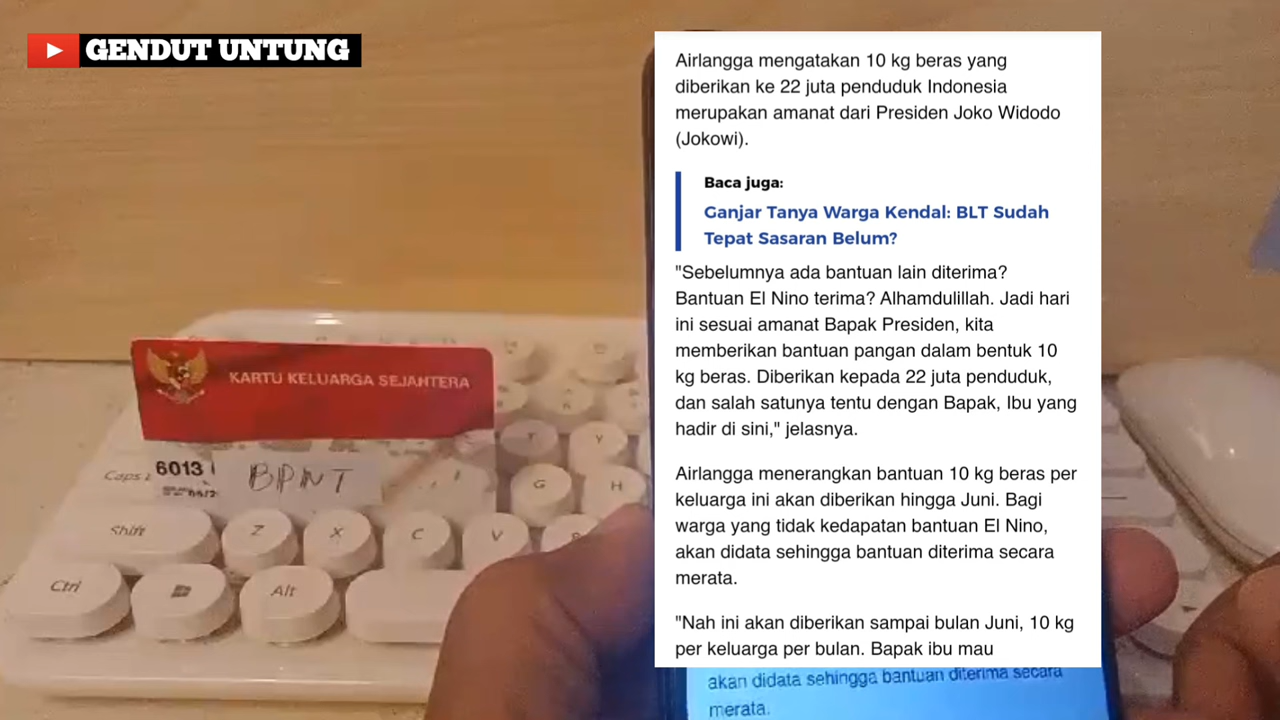 GENDUT UNTUNG
Airlangga mengatakan 10 kg beras yang
diberikan ke 22 juta penduduk Indonesia
merupakan amanat dari Presiden Joko Widodo
(Jokowi).
Baca juga:
Ganjar Tanya Warga Kendal: BLT Sudah
Tepat Sasaran Belum?
"Sebelumnya ada bantuan lain diterima?
Bantuan El Nino terima? Alhamdulillah. Jadi hari
ini sesuai amanat Bapak Presiden, kita
memberikan bantuan pangan dalam bentuk 10
kg beras. Diberikan kepada 22 juta penduduk,
dan salah satunya tentu dengan Bapak, Ibu yang
hadir di sini," jelasnya.
Airlangga menerangkan bantuan 10 kg beras per
keluarga ini akan diberikan hingga Juni. Bagi
warga yang tidak kedapatan bantuan El Nino,
akan didata sehingga bantuan diterima secara
merata.
"Nah ini akan diberikan sampai bulan Juni, 10 kg
per keluarga per bulan. Bapak ibu mau
akan didata sehingga bantuan diterima secara
merata.
KARTU KELUARGA SEJAHTERA
6013
BPNT
Caps
T
Y
G
H
Shift
Z
X
C
V
Ctrl
Alt